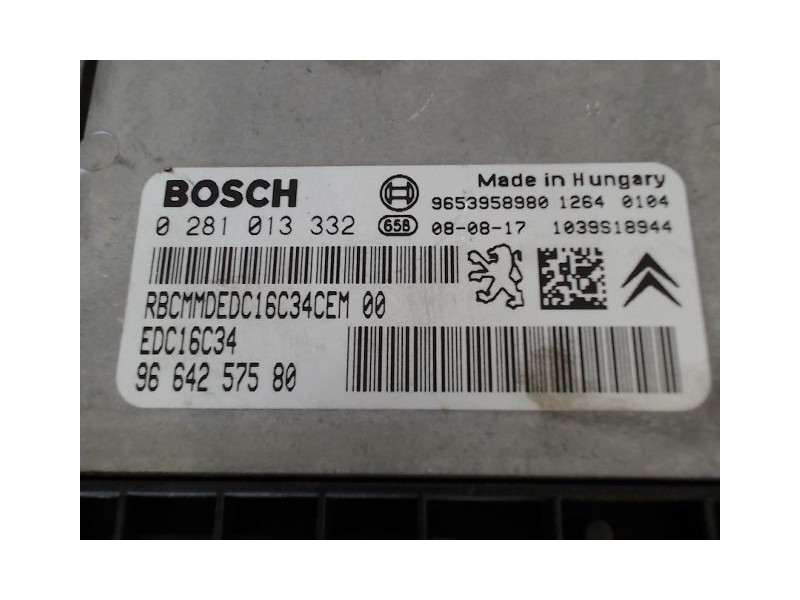 BOSCH
Made in Hungary
9653958980 1264 0104
0 281 013 332
658 08-08-17 1039S18944
RBCMMDEDC16C34CEM 00
EDC16C34
96 642 575 80